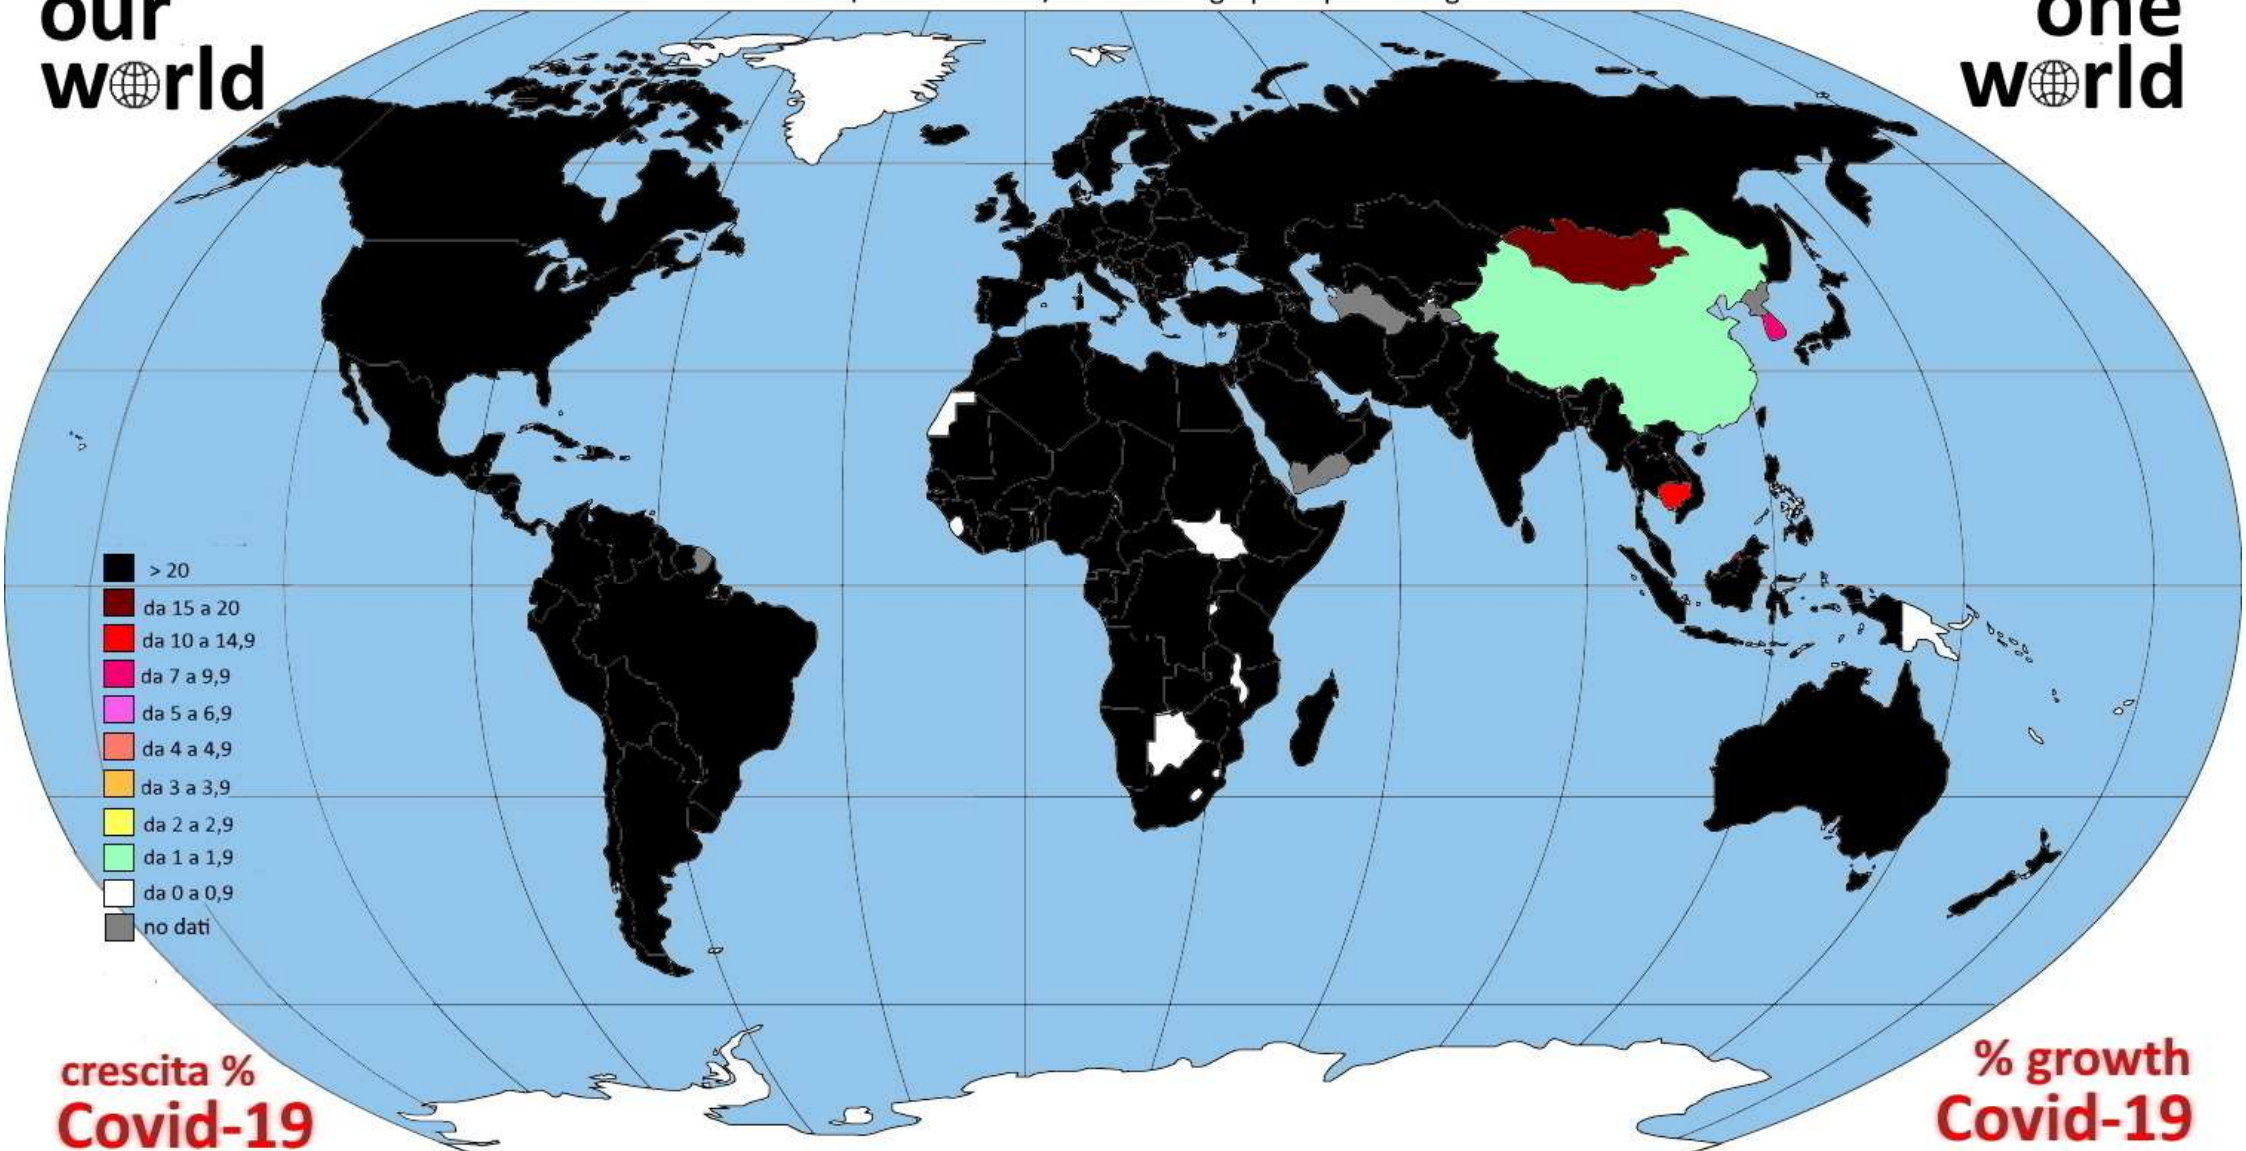 our
world
one
world
> 20
da 15 a 20
da 10 a 14,9
da 7 a 9,9
da 5 a 6,9
da 4 a 4,9
da 3 a 3,9
da 2 a 2,9
da 1 a 1,9
da 0 a 0,9
no dati
crescita %
Covid-19
% growth
Covid-19